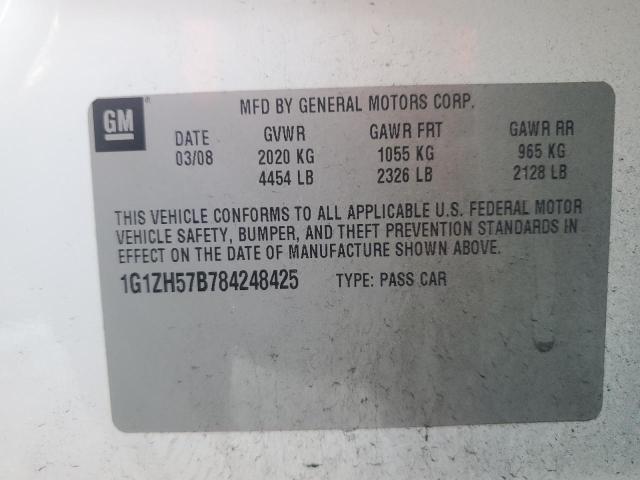 GM ®
MFD BY GENERAL MOTORS CORP.
DATE GVWR GAWR FRT GAWR RR
03/08 2020 KG 1055 KG 965 KG
4454 LB 2326 LB 2128 LB
THIS VEHICLE CONFORMS TO ALL APPLICABLE U.S. FEDERAL MOTOR
VEHICLE SAFETY, BUMPER, AND THEFT PREVENTION STANDARDS IN
EFFECT ON THE DATE OF MANUFACTURE SHOWN ABOVE.
1G1ZH57B784248425 TYPE: PASS CAR